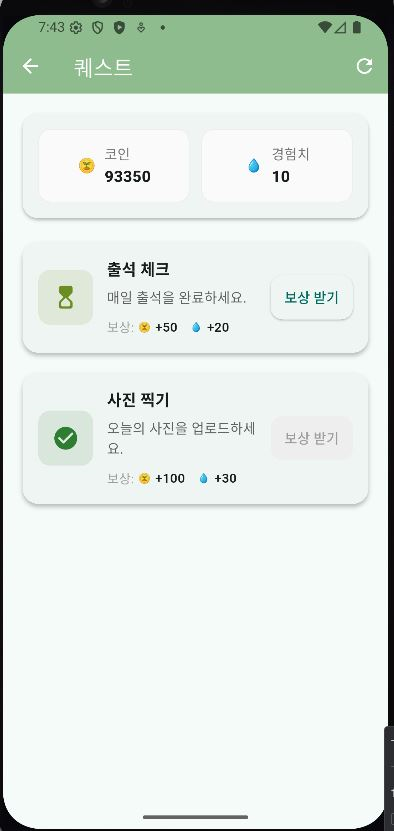 7:43
퀘스트
코인
93350
경험치
10
출석 체크
매일 출석을 완료하세요.
보상: +50 +20
보상 받기
사진 찍기
오늘의 사진을 업로드하세
요.
보상: +100 +30
보상 받기